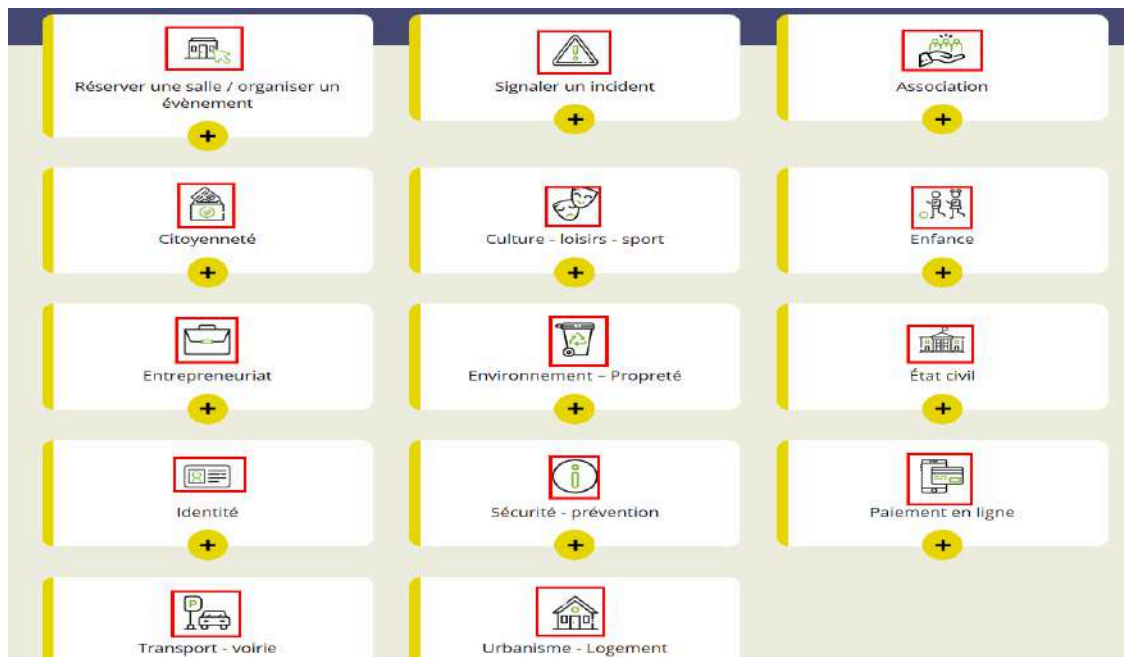 Réserver une salle / organiser un
évènement
+
Signaler un incident
+
Association
+
Citoyenneté
+
Culture - loisirs - sport
+
Enfance
+
Entrepreneuriat
+
Environnement – Propreté
+
État civil
+
Identité
+
Sécurité - prévention
+
Paiement en ligne
+
P
Transport - voirie
Urbanisme - Logement